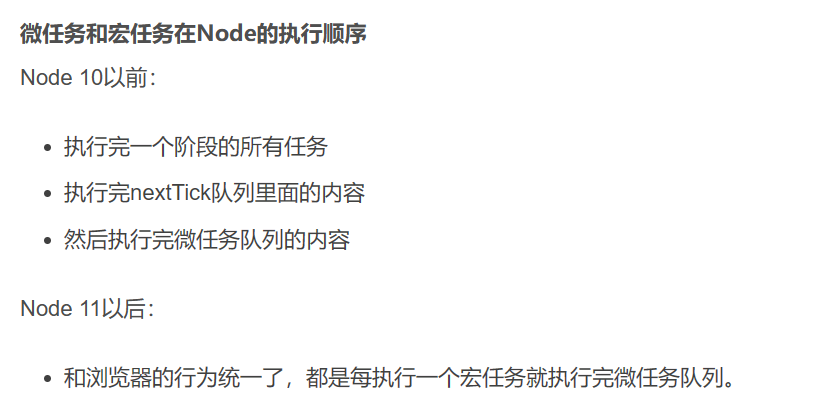 微任务和宏任务在Node的执行顺序
Node 10以前：
执行完一个阶段的所有任务
执行完nextTick队列里面的内容
然后执行完微任务队列的内容
Node 11以后：
和浏览器的行为统一了，都是每执行一个宏任务就执行完微任务队列。